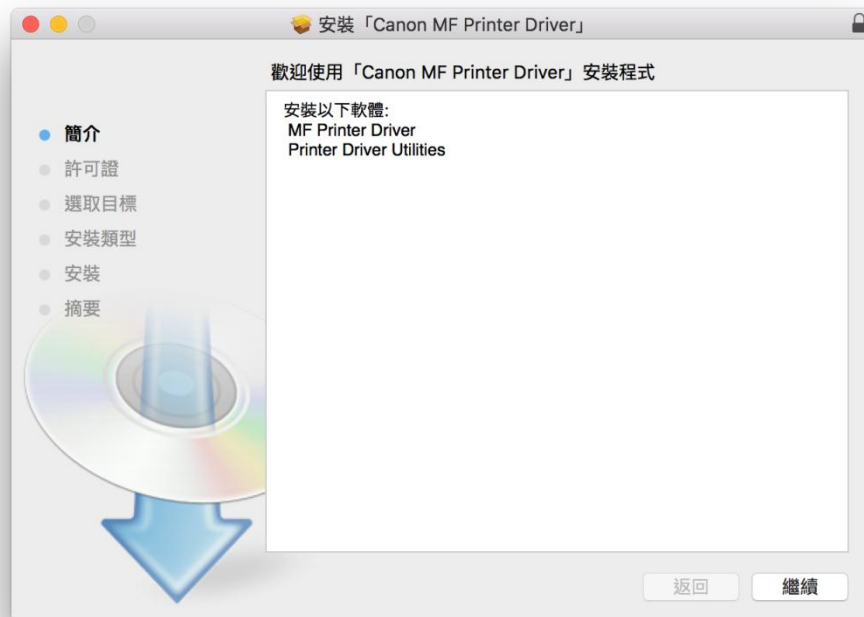 安裝「Canon MF Printer Driver」
歡迎使用「Canon MF Printer Driver」安裝程式
簡介
許可證
選取目標
安裝類型
安裝
摘要
安裝以下軟體:
MF Printer Driver
Printer Driver Utilities
返回
繼續